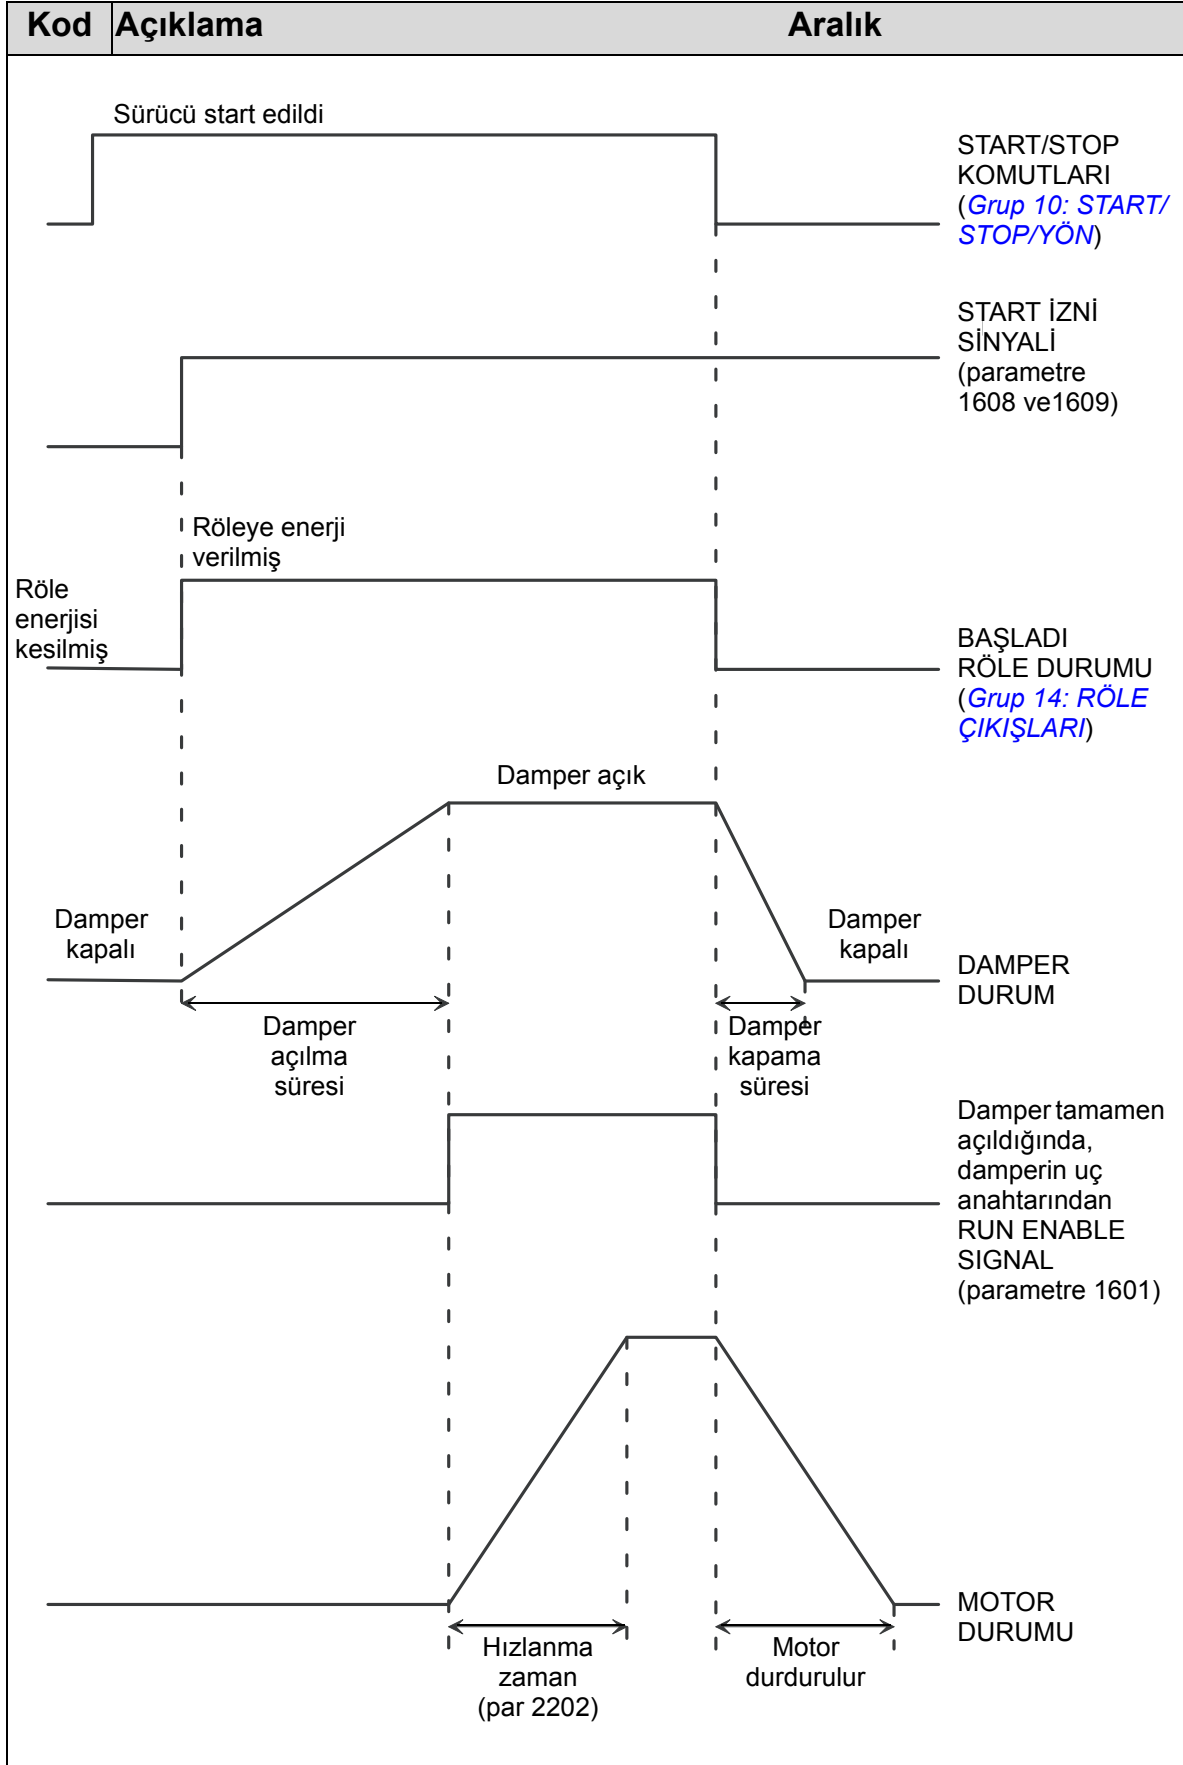 Kod Açıklama Aralık
Sürücü start edildi
START/STOP
KOMUTLARI
(Grup 10: START/
STOP/YÖN)
START İZNİ
SİNYALİ
(parametre
1608 ve1609)
Röleye enerji
verilmiş
Röle
enerjisi
kesilmiş
BAŞLADI
RÖLE DURUMU
(Grup 14: RÖLE
ÇIKIŞLARI)
Damper açık
Damper
kapalı
Damper
kapalı
DAMPER
DURUM
Damper
açılma
süresi
Damper
kapama
süresi
Damper tamamen
açıldığında,
damperin uç
anahtarından
RUN ENABLE
SIGNAL
(parametre 1601)
MOTOR
DURUMU
Hızlanma
zaman
(par 2202)
Motor
durdurulur